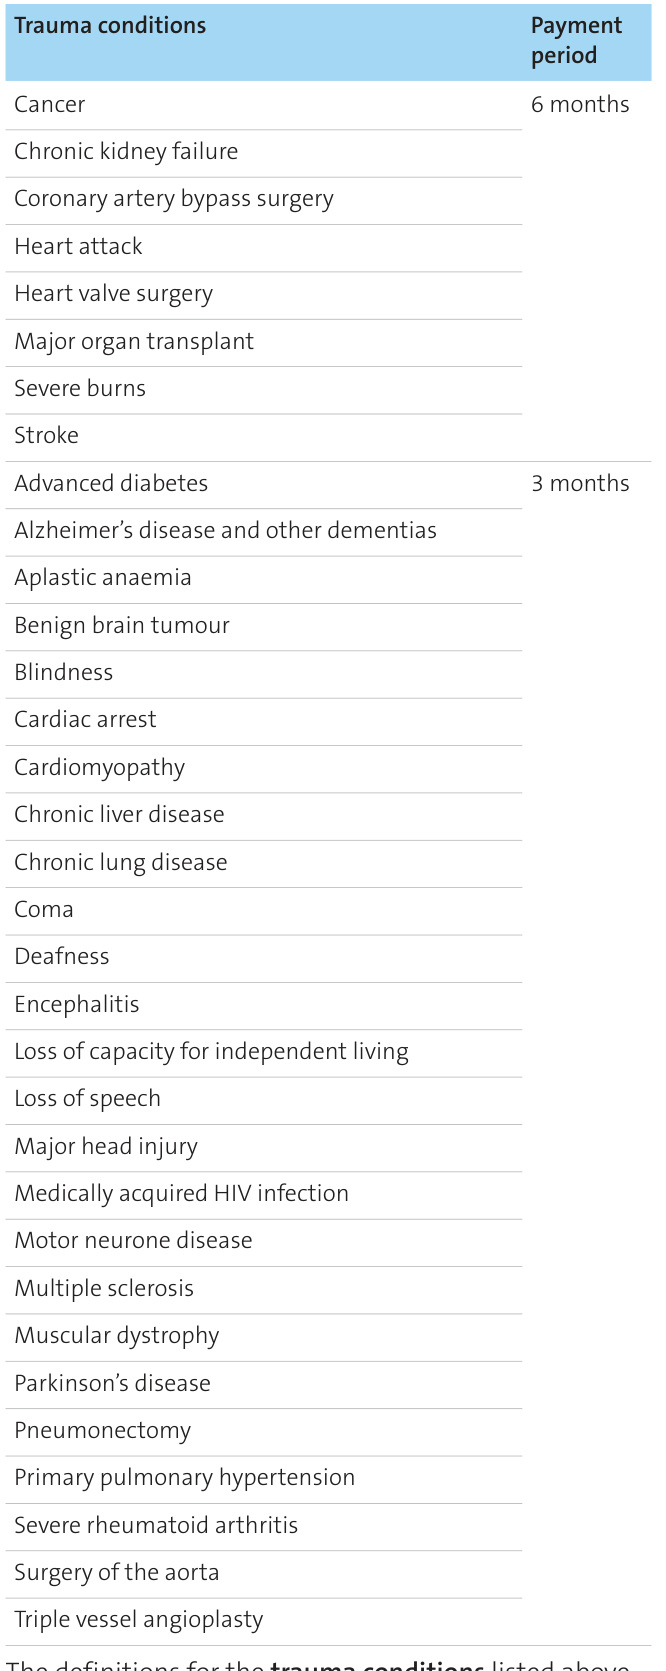 Trauma conditions Payment
period
Cancer 6 months
Chronic kidney failure
Coronary artery bypass surgery
Heart attack
Heart valve surgery
Major organ transplant
Severe burns
Stroke
Advanced diabetes 3 months
Alzheimer’s disease and other dementias
Aplastic anaemia
Benign brain tumour
Blindness
Cardiac arrest
Cardiomyopathy
Chronic liver disease
Chronic lung disease
Coma
Deafness
Encephalitis
Loss of capacity for independent living
Loss of speech
Major head injury
Medically acquired HIV infection
Motor neurone disease
Multiple sclerosis
Muscular dystrophy
Parkinson’s disease
Pneumonectomy
Primary pulmonary hypertension
Severe rheumatoid arthritis
Surgery of the aorta
Triple vessel angioplasty
The definitions for the trauma conditions listed above